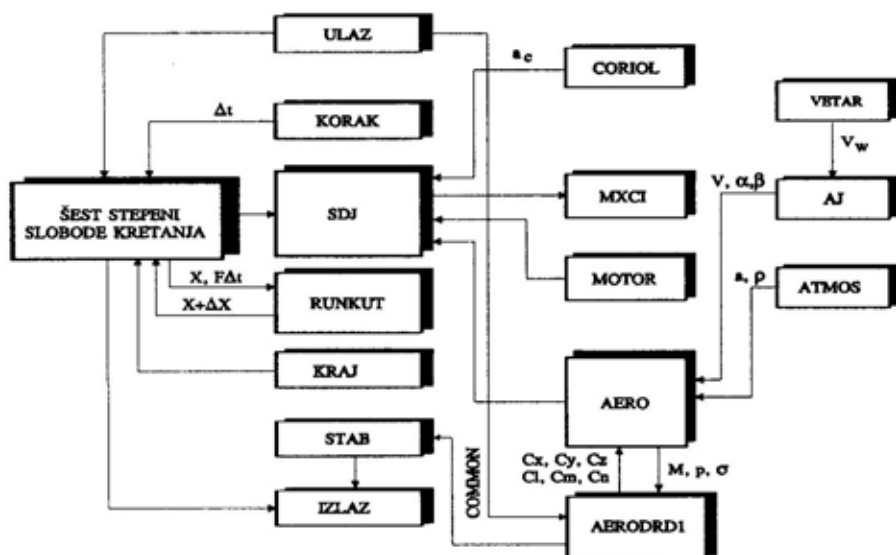 ULAZ
a_c
CORIOL
VETAR
Δt
KORAK
V_w
ŠEST STEPENI
SLOBODE KRETANJA
SDJ
MXCI
V, α,β
AJ
X, FΔt
X+ΔX
RUNKUT
MOTOR
a, ρ
ATMOS
KRAJ
AERO
STAB
COMMON
Cx, Cy, Cz
Cl, Cm, Cn
M, p, σ
IZLAZ
AERODRD1